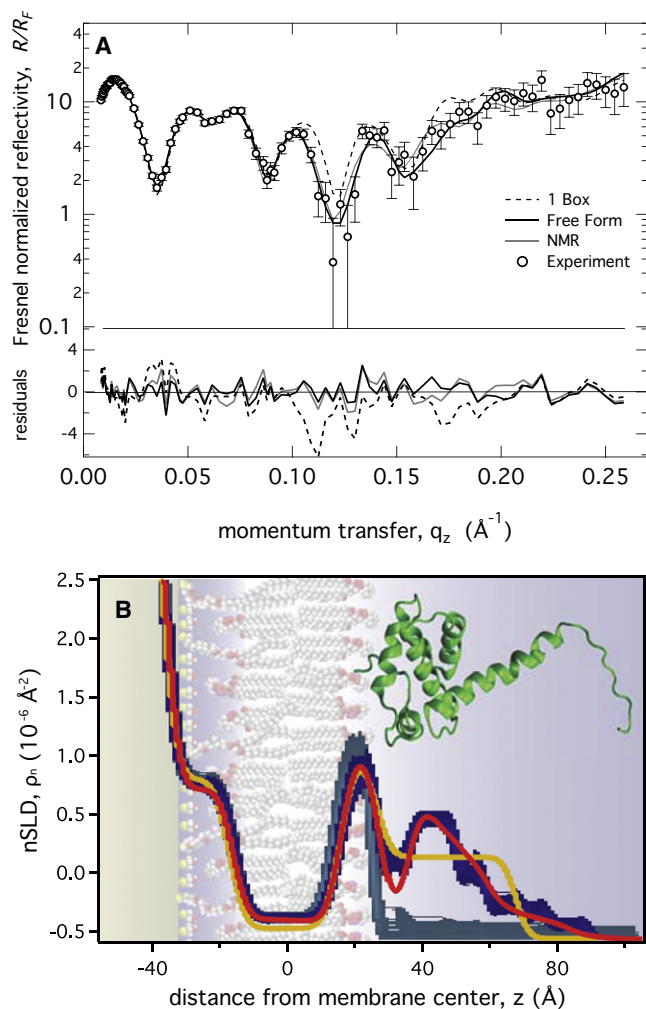 A
Fresnel normalized reflectivity, R/R_F
4
2
10
4
2
1
4
2
0.1
1 Box
Free Form
NMR
Experiment
residuals
4
0
-4
0.00 0.05 0.10 0.15 0.20 0.25
momentum transfer, q_z (Å⁻¹)
B
nSLD, ρ_n (10⁻⁶ Å⁻²)
2.5
2.0
1.5
1.0
0.5
0.0
-0.5
-40 0 40 80
distance from membrane center, z (Å)